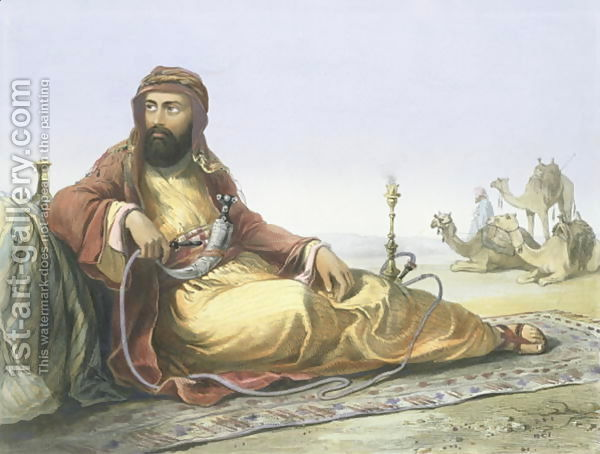 1st-art-gallery.com
This watermark does not appear on the painting